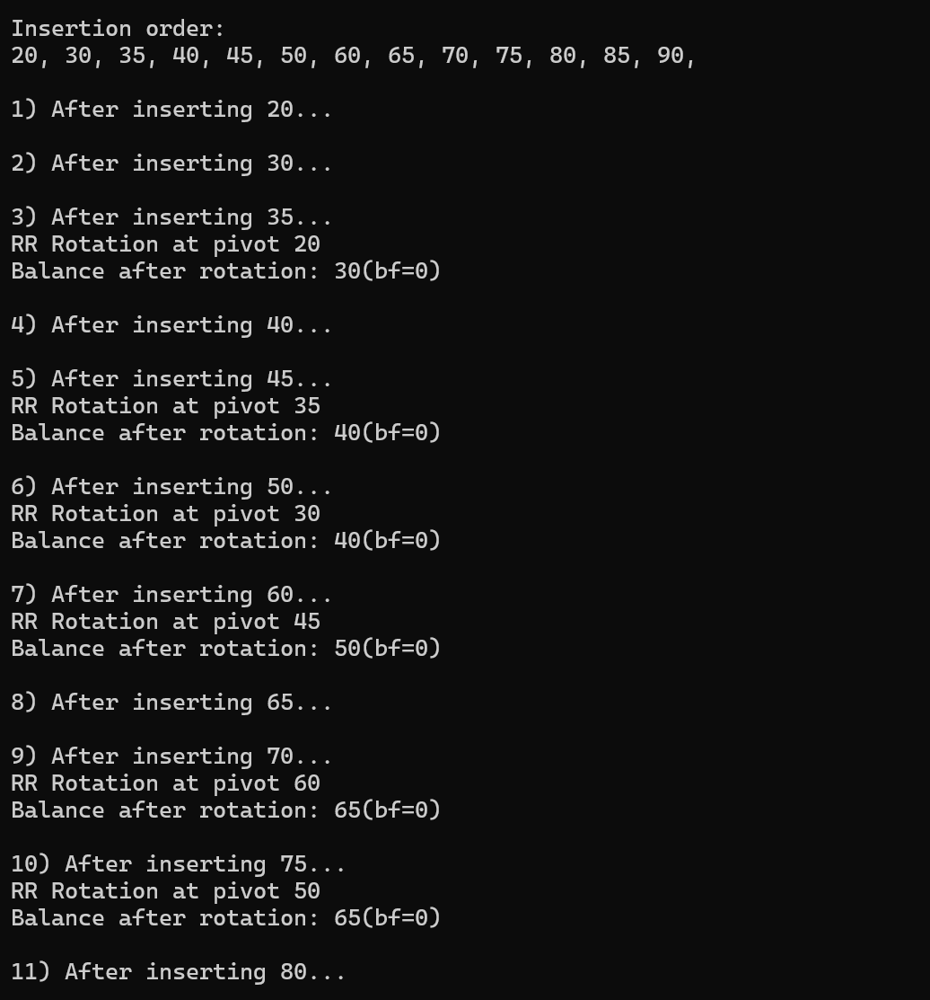 Insertion order:
20, 30, 35, 40, 45, 50, 60, 65, 70, 75, 80, 85, 90,
1) After inserting 20...
2) After inserting 30...
3) After inserting 35...
RR Rotation at pivot 20
Balance after rotation: 30(bf=0)
4) After inserting 40...
5) After inserting 45...
RR Rotation at pivot 35
Balance after rotation: 40(bf=0)
6) After inserting 50...
RR Rotation at pivot 30
Balance after rotation: 40(bf=0)
7) After inserting 60...
RR Rotation at pivot 45
Balance after rotation: 50(bf=0)
8) After inserting 65...
9) After inserting 70...
RR Rotation at pivot 60
Balance after rotation: 65(bf=0)
10) After inserting 75...
RR Rotation at pivot 50
Balance after rotation: 65(bf=0)
11) After inserting 80...